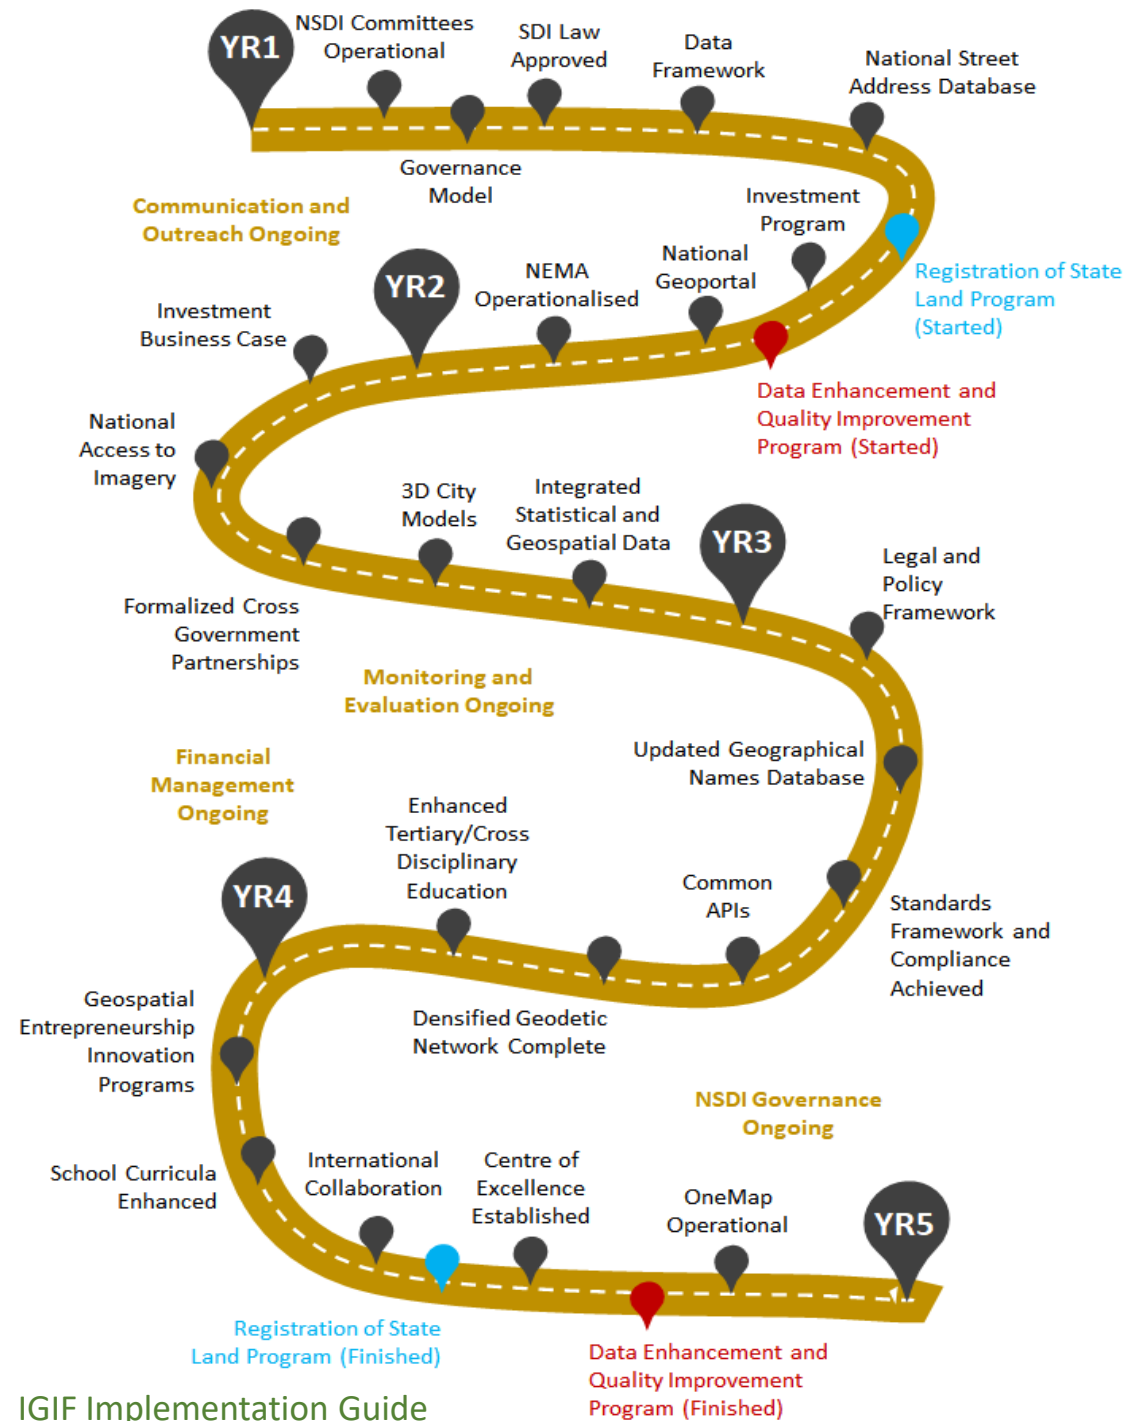 YR1
NSDI Committees
Operational
SDI Law
Approved
Data
Framework
National Street
Address Database
Governance
Model
Communication and
Outreach Ongoing
Investment
Program
Registration of State
Land Program
(Started)
National
Geoportal
NEMA
Operationalised
YR2
Data Enhancement and
Quality Improvement
Program (Started)
Investment
Business Case
National
Access to
Imagery
Formalized Cross
Government
Partnerships
3D City
Models
Integrated
Statistical and
Geospatial Data
YR3
Legal and
Policy
Framework
Monitoring and
Evaluation Ongoing
Updated Geographical
Names Database
Financial
Management
Ongoing
Standards
Framework and
Compliance
Achieved
Common
APIs
Densified Geodetic
Network Complete
Enhanced
Tertiary/Cross
Disciplinary
Education
YR4
Geospatial
Entrepreneurship
Innovation
Programs
NSDI Governance
Ongoing
School Curricula
Enhanced
International
Collaboration
Registration of State
Land Program (Finished)
Centre of
Excellence
Established
Data Enhancement and
Quality Improvement
Program (Finished)
OneMap
Operational
YR5
IGIF Implementation Guide